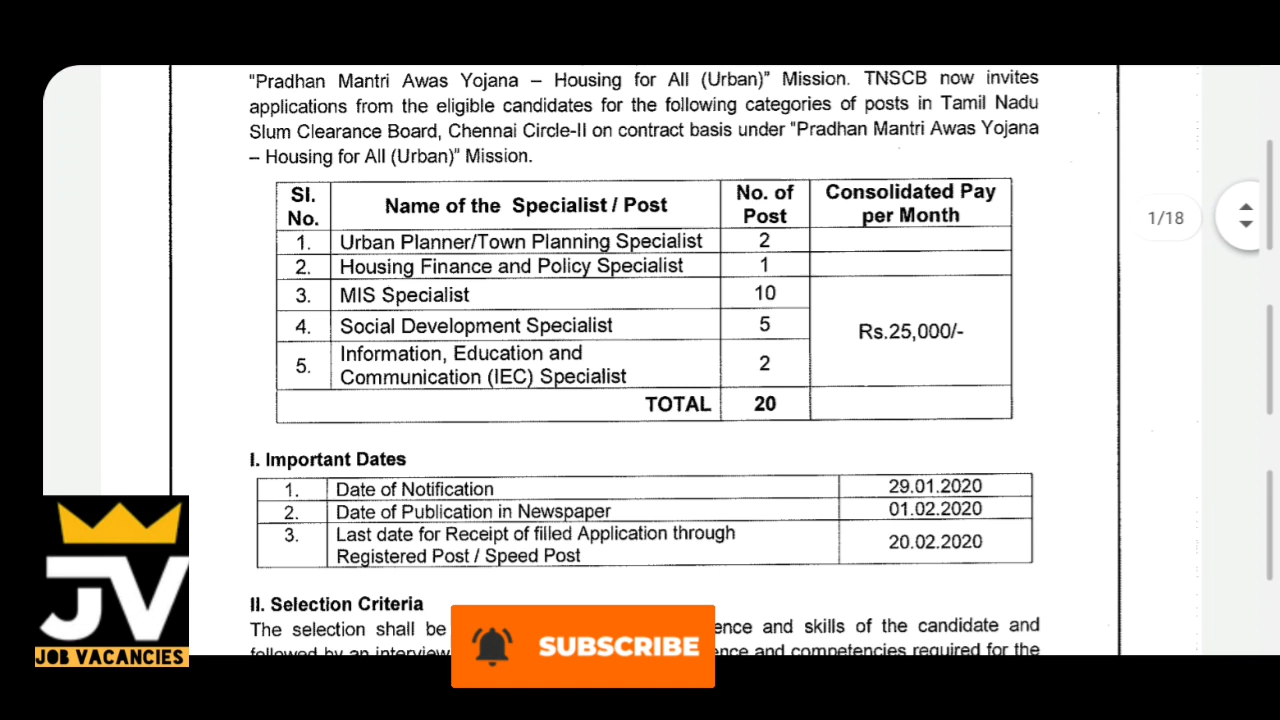 "Pradhan Mantri Awas Yojana – Housing for All (Urban)" Mission. TNSCB now invites
applications from the eligible candidates for the following categories of posts in Tamil Nadu
Slum Clearance Board, Chennai Circle-II on contract basis under "Pradhan Mantri Awas Yojana
– Housing for All (Urban)" Mission.
Sl. No. Name of the Specialist / Post No. of Post Consolidated Pay per Month
1. Urban Planner/Town Planning Specialist 2
2. Housing Finance and Policy Specialist 1
3. MIS Specialist 10
4. Social Development Specialist 5
Rs.25,000/-
5. Information, Education and
Communication (IEC) Specialist 2
TOTAL 20
1/18
I. Important Dates
1. Date of Notification 29.01.2020
2. Date of Publication in Newspaper 01.02.2020
3. Last date for Receipt of filled Application through
Registered Post / Speed Post 20.02.2020
II. Selection Criteria
The selection shall be ence and skills of the candidate and
followed by an interview nce and competencies required for the
SUBSCRIBE
JV
JOB VACANCIES